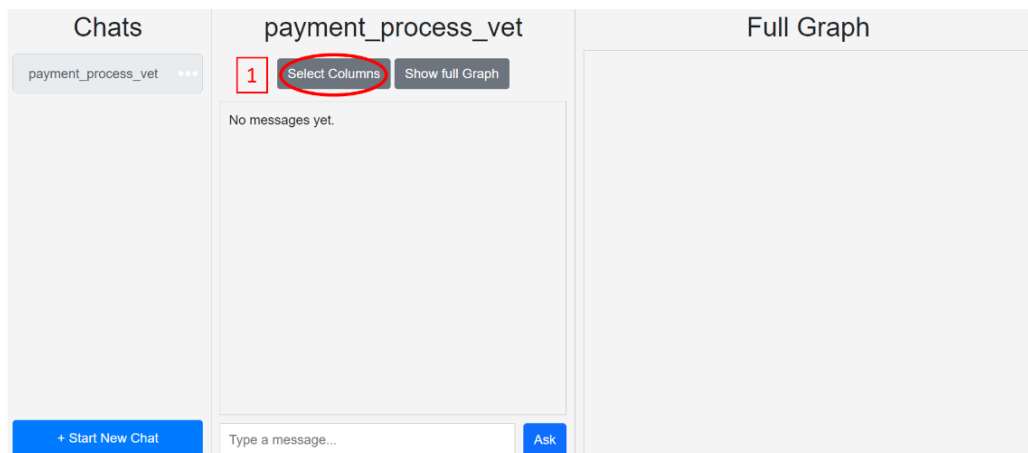 Chats
payment_process_vet
+ Start New Chat
payment_process_vet
1
Select Columns
Show full Graph
No messages yet.
Type a message...
Ask
Full Graph